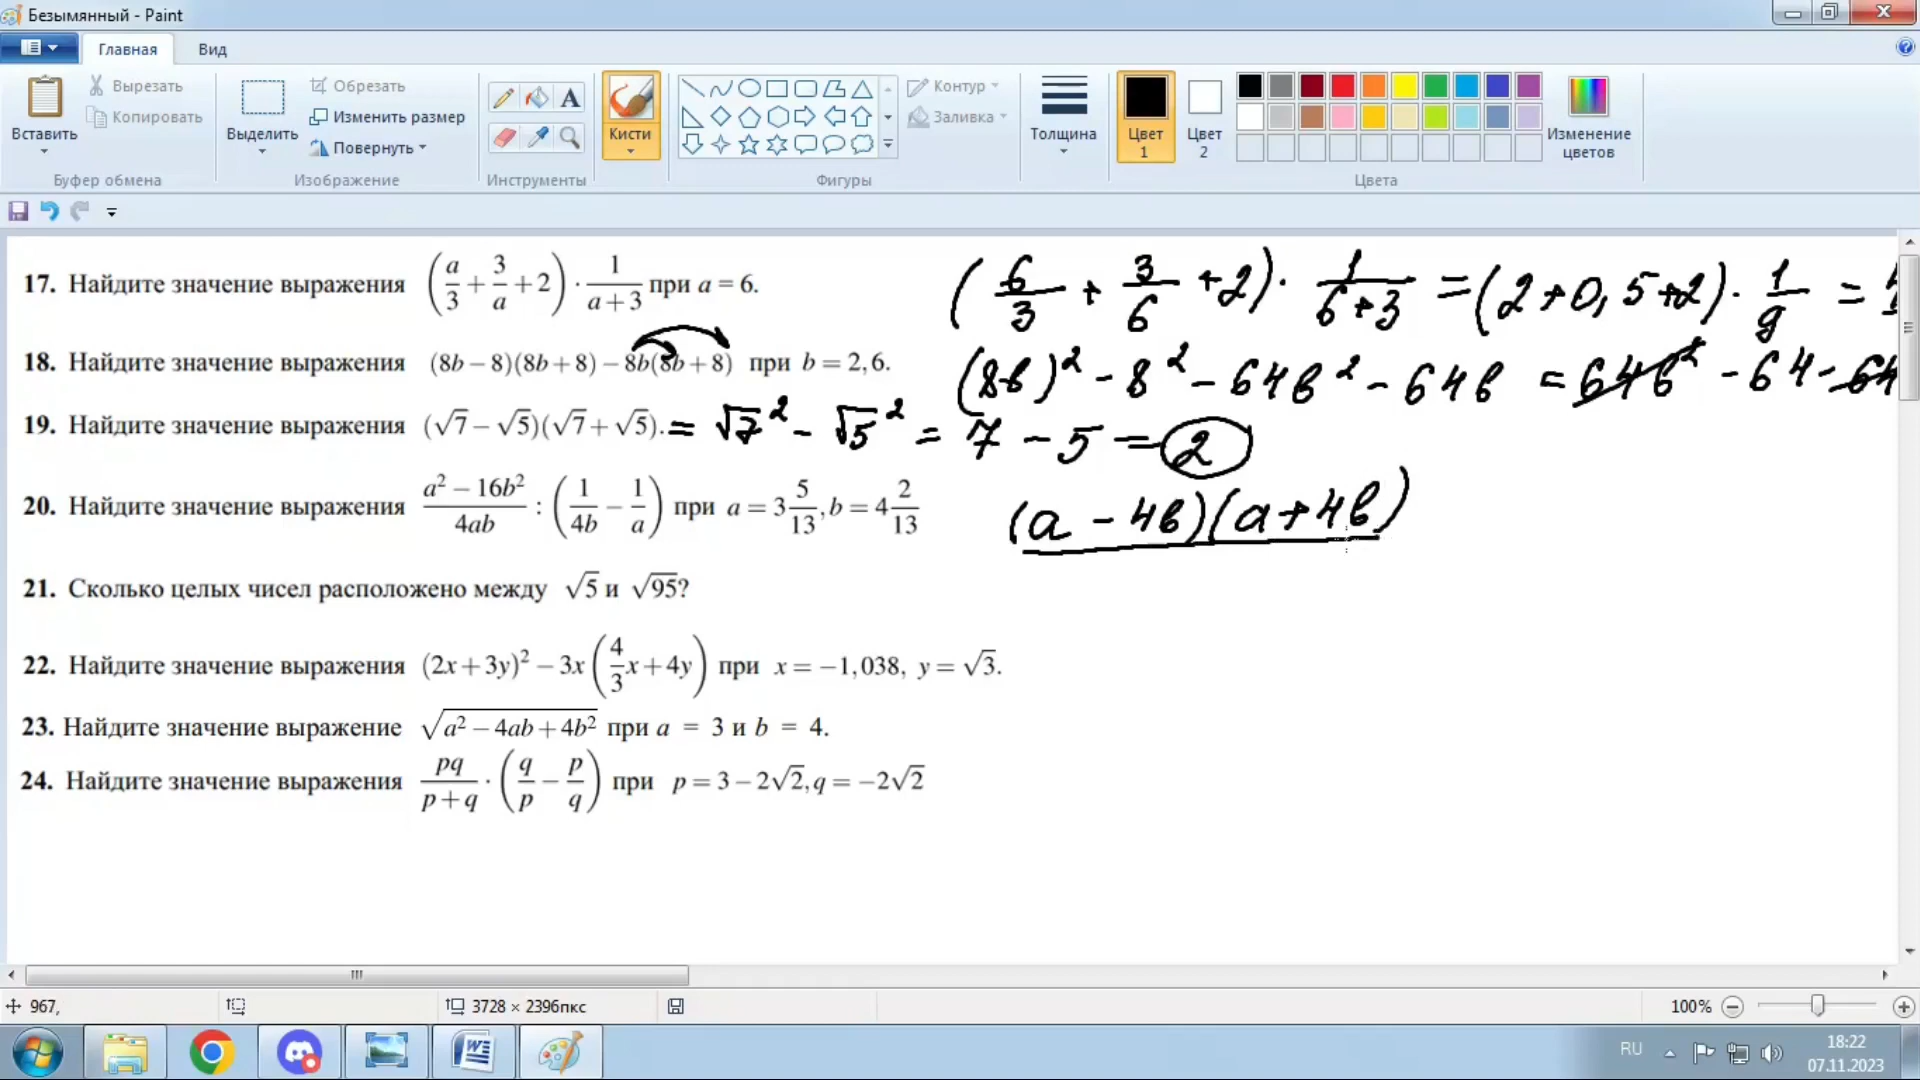 Безымянный - Paint
Главная Вид
Вставить
Вырезать
Копировать
Буфер обмена
Выделить
Обрезать
Изменить размер
Повернуть
Изображение
Инструменты
Кисти
Фигуры
Контур
Заливка
Толщина
Цвет 1
Цвет 2
Изменение цветов
Цвета
17. Найдите значение выражения (a/3 + 3/a + 2) · 1/(a+3) при a = 6.
(6/3 + 3/6 + 2) · 1/(6+3) = (2 + 0,5 + 2) · 1/9 =
18. Найдите значение выражения (8b − 8)(8b + 8) − 8b(8b + 8) при b = 2,6.
(8b)² - 8² - 64b² - 64b = 64b² - 64 - 64
19. Найдите значение выражения (√7 − √5)(√7 + √5). = √7² - √5² = 7 - 5 = 2
20. Найдите значение выражения (a² − 16b²)/(4ab) : (1/(4b) − 1/a) при a = 3 5/13, b = 4 2/13
(a - 4b)(a + 4b)
21. Сколько целых чисел расположено между √5 и √95?
22. Найдите значение выражения (2x + 3y)² − 3x(4/3 x + 4y) при x = −1,038, y = √3.
23. Найдите значение выражение √(a² − 4ab + 4b²) при a = 3 и b = 4.
24. Найдите значение выражения pq/(p+q) · (q/p − p/q) при p = 3 − 2√2, q = −2√2
967,
3728 × 2396пкс
100%
RU
18:22
07.11.2023